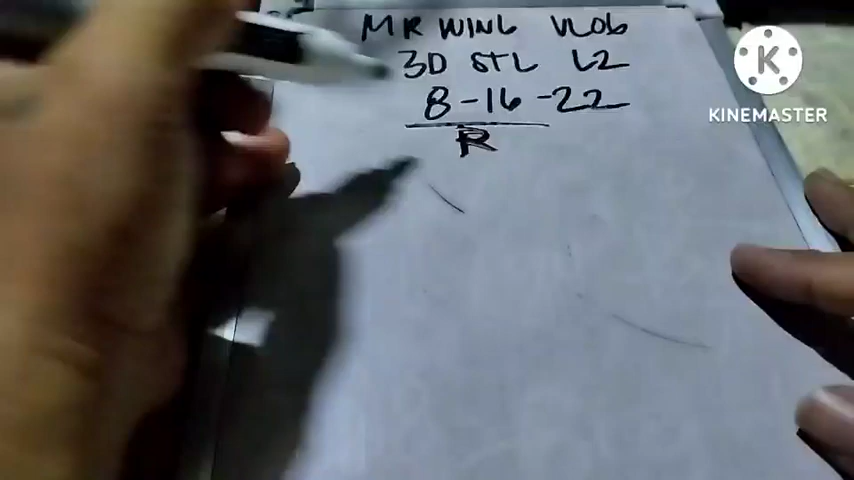 MR WING VLOG
3D STL L2
8-16-22
R
K
KINEMASTER